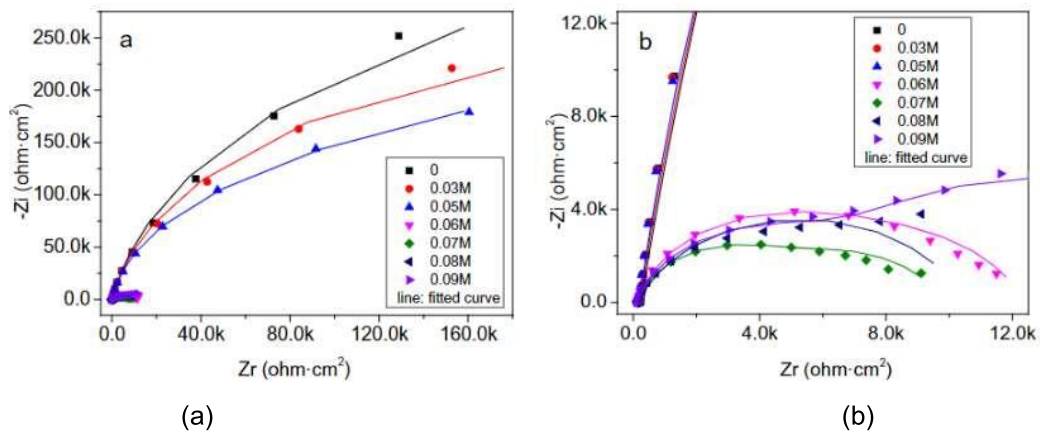 a
-Zi (ohm·cm²)
250.0k
200.0k
150.0k
100.0k
50.0k
0.0
0
0.03M
0.05M
0.06M
0.07M
0.08M
0.09M
line: fitted curve
0.0 40.0k 80.0k 120.0k 160.0k
Zr (ohm·cm²)
(a)
b
-Zi (ohm·cm²)
12.0k
8.0k
4.0k
0.0
0
0.03M
0.05M
0.06M
0.07M
0.08M
0.09M
line: fitted curve
0.0 4.0k 8.0k 12.0k
Zr (ohm·cm²)
(b)